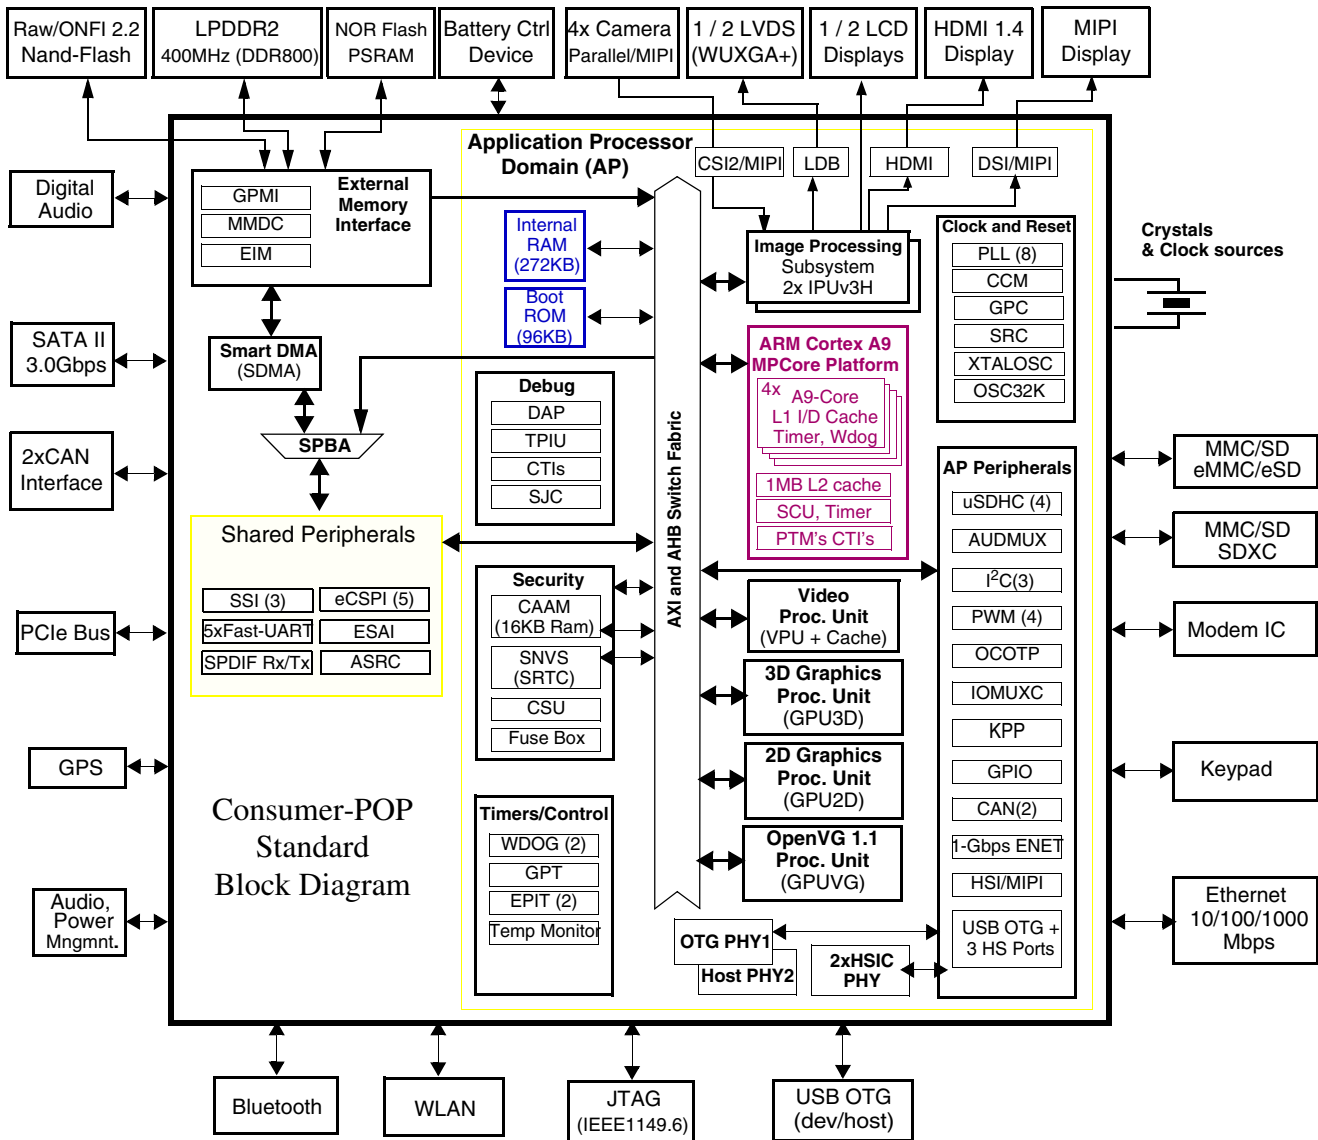 Raw/ONFI 2.2
Nand-Flash
LPDDR2
400MHz (DDR800)
NOR Flash
PSRAM
Battery Ctrl
Device
4x Camera
Parallel/MIPI
1 / 2 LVDS
(WUXGA+)
1 / 2 LCD
Displays
HDMI 1.4
Display
MIPI
Display
Application Processor
Domain (AP)
CSI2/MIPI
LDB
HDMI
DSI/MIPI
Digital
Audio
SATA II
3.0Gbps
2xCAN
Interface
PCIe Bus
GPS
Audio,
Power
Mngmnt.
External
Memory
Interface
GPMI
MMDC
EIM
Smart DMA
(SDMA)
SPBA
Shared Peripherals
SSI (3)
eCSPI (5)
5xFast-UART
ESAI
SPDIF Rx/Tx
ASRC
Consumer-POP
Standard
Block Diagram
Internal
RAM
(272KB)
Boot
ROM
(96KB)
Debug
DAP
TPIU
CTIs
SJC
Security
CAAM
(16KB Ram)
SNVS
(SRTC)
CSU
Fuse Box
Timers/Control
WDOG (2)
GPT
EPIT (2)
Temp Monitor
AXI and AHB Switch Fabric
Image Processing
Subsystem
2x IPUv3H
ARM Cortex A9
MPCore Platform
4x
A9-Core
L1 I/D Cache
Timer, Wdog
1MB L2 cache
SCU, Timer
PTM's CTI's
Video
Proc. Unit
(VPU + Cache)
3D Graphics
Proc. Unit
(GPU3D)
2D Graphics
Proc. Unit
(GPU2D)
OpenVG 1.1
Proc. Unit
(GPUVG)
OTG PHY1
Host PHY2
2xHSIC
PHY
Clock and Reset
PLL (8)
CCM
GPC
SRC
XTALOSC
OSC32K
AP Peripherals
uSDHC (4)
AUDMUX
I2C(3)
PWM (4)
OCOTP
IOMUXC
KPP
GPIO
CAN(2)
1-Gbps ENET
HSI/MIPI
USB OTG +
3 HS Ports
Crystals
& Clock sources
MMC/SD
eMMC/eSD
MMC/SD
SDXC
Modem IC
Keypad
Ethernet
10/100/1000
Mbps
Bluetooth
WLAN
JTAG
(IEEE1149.6)
USB OTG
(dev/host)